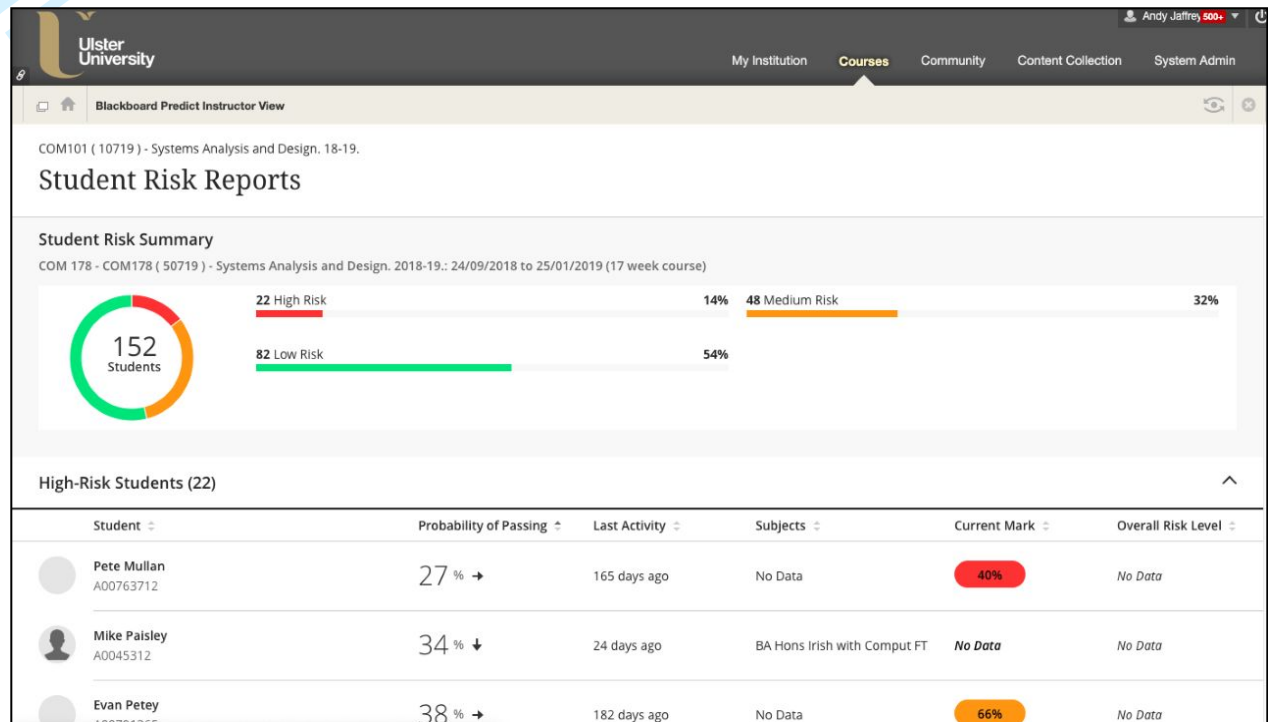 Andy Jaffrey 500+
Ulster
University
My Institution Courses Community Content Collection System Admin
Blackboard Predict Instructor View
COM101 ( 10719 ) - Systems Analysis and Design. 18-19.
Student Risk Reports
Student Risk Summary
COM 178 - COM178 ( 50719 ) - Systems Analysis and Design. 2018-19.: 24/09/2018 to 25/01/2019 (17 week course)
152
Students
22 High Risk 14% 48 Medium Risk 32%
82 Low Risk 54%
High-Risk Students (22)
Student Probability of Passing Last Activity Subjects Current Mark Overall Risk Level
Pete Mullan
A00763712
27 % 165 days ago No Data 40% No Data
Mike Paisley
A0045312
34 % 24 days ago BA Hons Irish with Comput FT No Data No Data
Evan Petey
38 % 182 days ago No Data 66% No Data